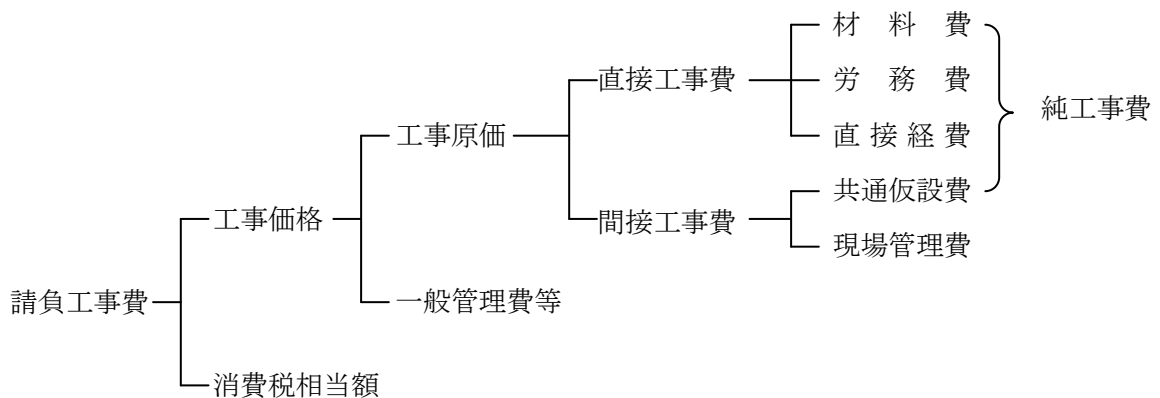 材料費
直接工事費
労務費
純工事費
工事原価
直接経費
共通仮設費
工事価格
間接工事費
現場管理費
請負工事費
一般管理費等
消費税相当額